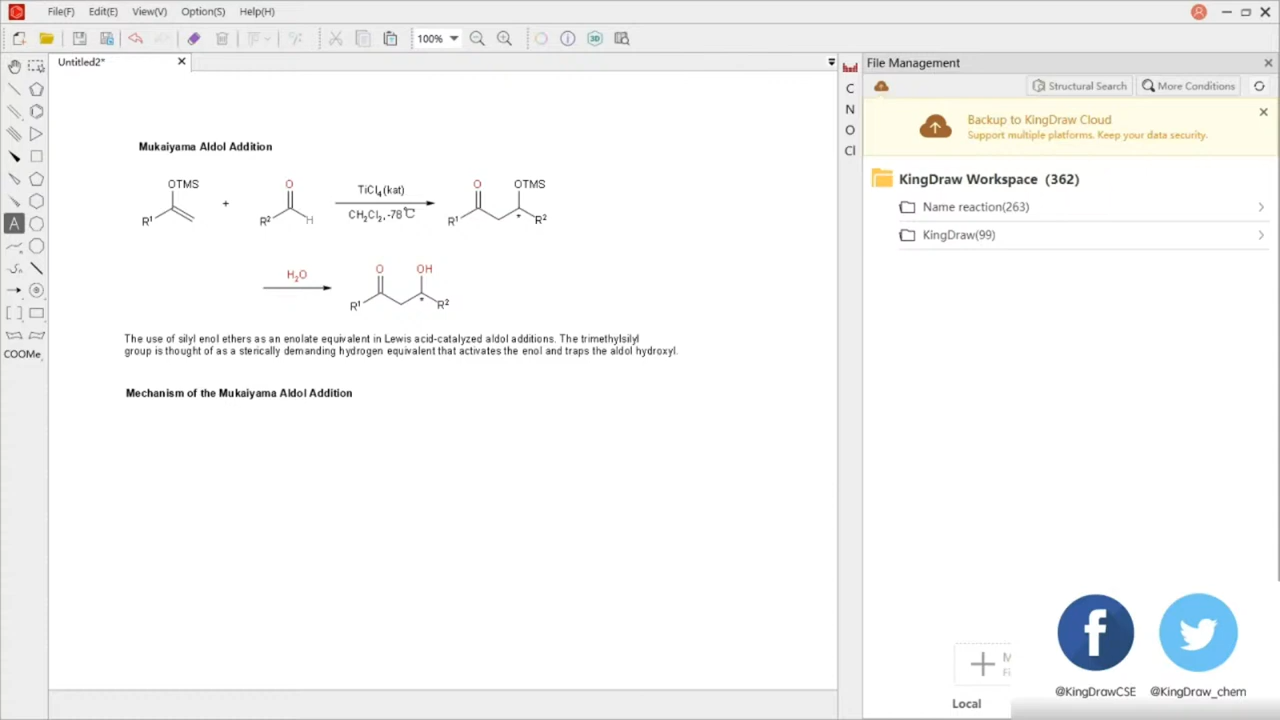 File(F) Edit(E) View(V) Option(S) Help(H)
100%
Untitled2*
File Management
Structural Search
More Conditions
Backup to KingDraw Cloud
Support multiple platforms. Keep your data security.
KingDraw Workspace (362)
Name reaction(263)
KingDraw(99)
3D
C
N
O
Cl
A
COOMe
Mukaiyama Aldol Addition
OTMS
R¹
+
O
R²
H
TiCl₄(kat)
CH₂Cl₂,-78℃
O
OTMS
R¹
*
R²
H₂O
O
OH
R¹
*
R²
The use of silyl enol ethers as an enolate equivalent in Lewis acid-catalyzed aldol additions. The trimethylsilyl
group is thought of as a sterically demanding hydrogen equivalent that activates the enol and traps the aldol hydroxyl.
Mechanism of the Mukaiyama Aldol Addition
Local
@KingDrawCSE
@KingDraw_chem